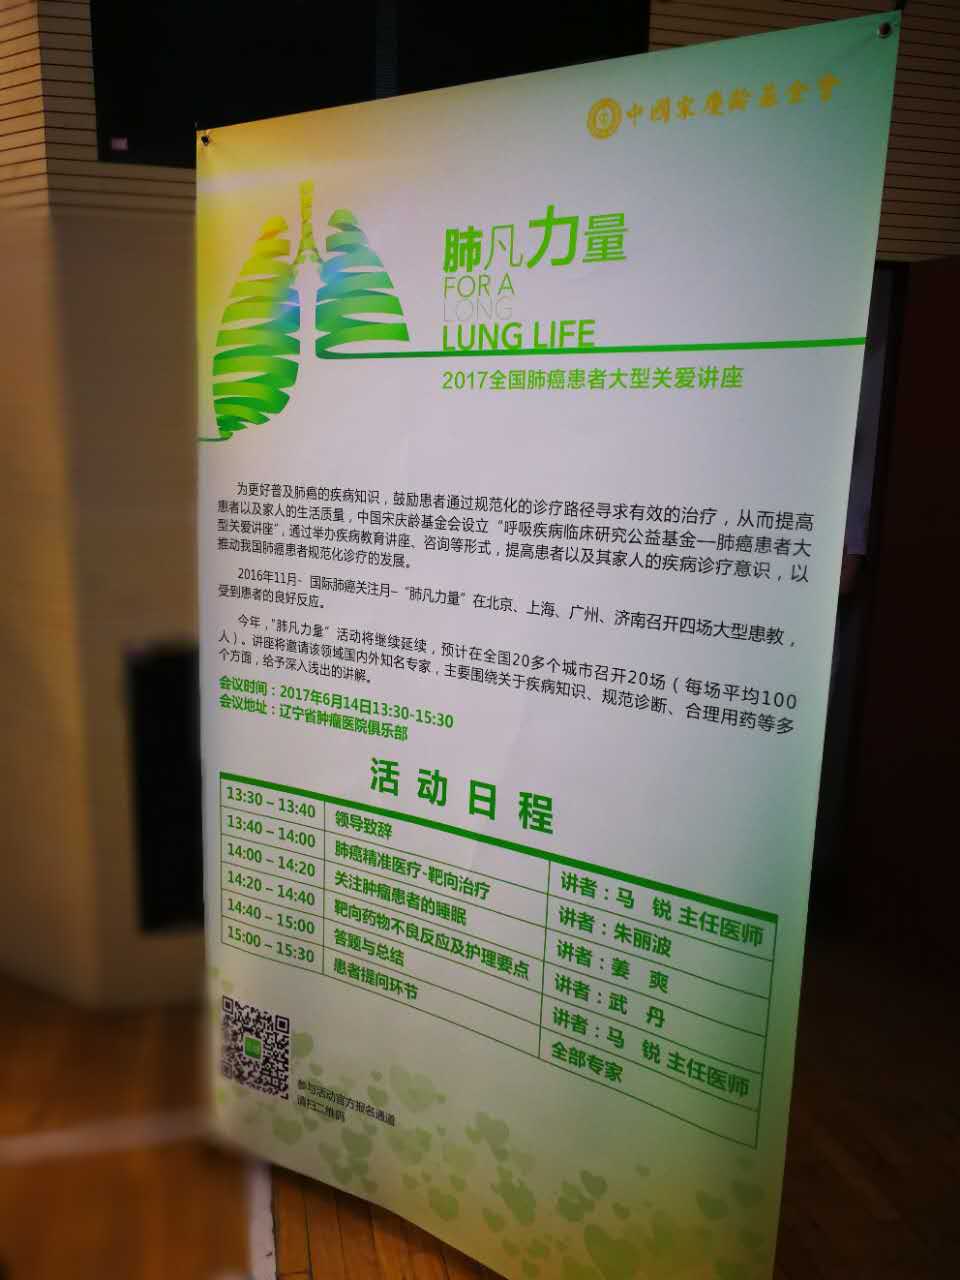 中國宋慶齡基金會
肺凡力量
FOR A
LONG
LUNG LIFE
2017全国肺癌患者大型关爱讲座
为更好普及肺癌的疾病知识，鼓励患者通过规范化的诊疗路径寻求有效的治疗，从而提高
患者以及家人的生活质量，中国宋庆龄基金会设立“呼吸疾病临床研究公益基金—肺癌患者大
型关爱讲座”，通过举办疾病教育讲座、咨询等形式，提高患者以及其家人的疾病诊疗意识，以
推动我国肺癌患者规范化诊疗的发展。
2016年11月- 国际肺癌关注月–“肺凡力量”在北京、上海、广州、济南召开四场大型患教，
受到患者的良好反应。
今年，"肺凡力量”活动将继续延续，预计在全国20多个城市召开20场（每场平均100
人）。讲座将邀请该领域国内外知名专家，主要围绕关于疾病知识、规范诊断、合理用药等多
个方面，给予深入浅出的讲解。
会议时间：2017年6月14日13:30-15:30
会议地址：辽宁省肿瘤医院俱乐部
活动日程
13:30 – 13:40 领导致辞 讲者：马 锐 主任医师
13:40 – 14:00 肺癌精准医疗-靶向治疗 讲者：朱丽波
14:00 – 14:20 关注肿瘤患者的睡眠 讲者：姜 爽
14:20 – 14:40 靶向药物不良反应及护理要点 讲者：武 丹
14:40 – 15:00 答题与总结 讲者：马 锐 主任医师
15:00 – 15:30 患者提问环节 全部专家
参与活动官方报名通道
请扫二维码